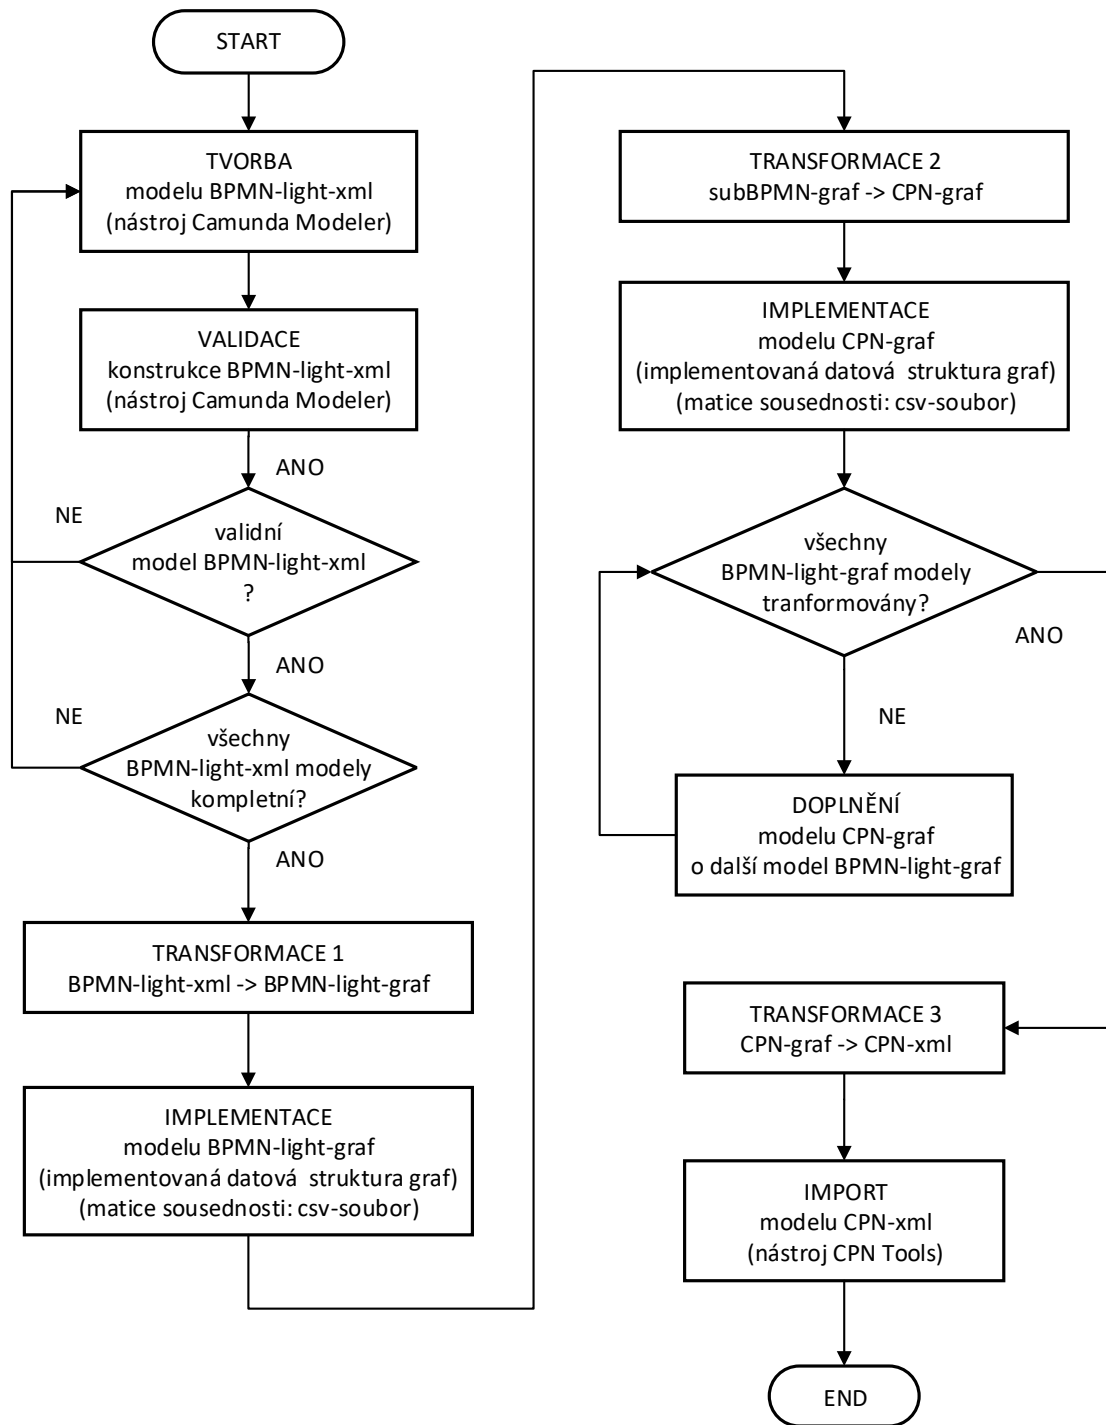 START
TVORBA
modelu BPMN-light-xml
(nástroj Camunda Modeler)
VALIDACE
konstrukce BPMN-light-xml
(nástroj Camunda Modeler)
ANO
NE
validní
model BPMN-light-xml
?
ANO
NE
všechny
BPMN-light-xml modely
kompletní?
ANO
TRANSFORMACE 1
BPMN-light-xml -> BPMN-light-graf
IMPLEMENTACE
modelu BPMN-light-graf
(implementovaná datová  struktura graf)
(matice sousednosti: csv-soubor)
TRANSFORMACE 2
subBPMN-graf -> CPN-graf
IMPLEMENTACE
modelu CPN-graf
(implementovaná datová  struktura graf)
(matice sousednosti: csv-soubor)
všechny
BPMN-light-graf modely
tranformovány?
ANO
NE
DOPLNĚNÍ
modelu CPN-graf
o další model BPMN-light-graf
TRANSFORMACE 3
CPN-graf -> CPN-xml
IMPORT
modelu CPN-xml
(nástroj CPN Tools)
END